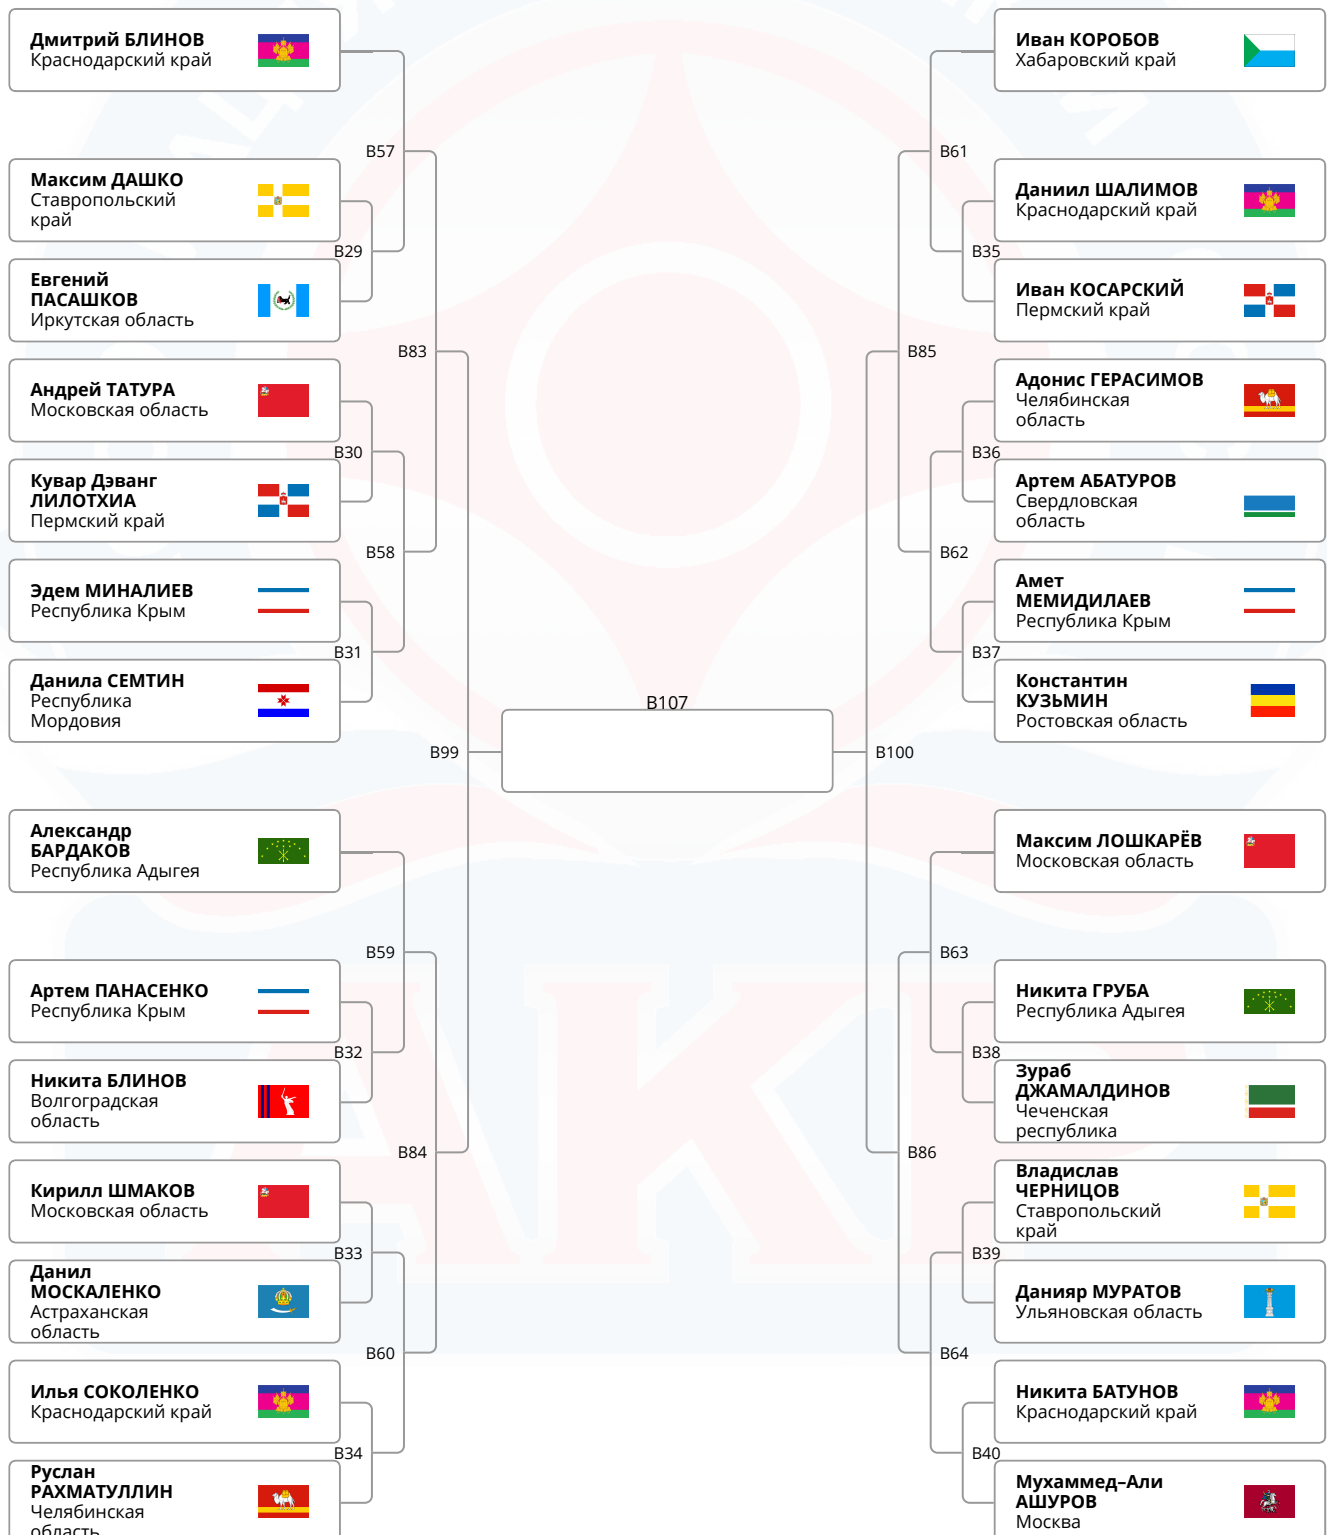 Дмитрий БЛИНОВ
Краснодарский край
B57
Максим ДАШКО
Ставропольский
край
B29
Евгений
ПАСАШКОВ
Иркутская область
B83
Андрей ТАТУРА
Московская область
B30
Кувар Дэванг
ЛИЛОТХИА
Пермский край
B58
Эдем МИНАЛИЕВ
Республика Крым
B31
Данила СЕМТИН
Республика
Мордовия
B99
Александр
БАРДАКОВ
Республика Адыгея
B59
Артем ПАНАСЕНКО
Республика Крым
B32
Никита БЛИНОВ
Волгоградская
область
B84
Кирилл ШМАКОВ
Московская область
B33
Данил
МОСКАЛЕНКО
Астраханская
область
B60
Илья СОКОЛЕНКО
Краснодарский край
B34
Руслан
РАХМАТУЛЛИН
Челябинская
область
B107
Иван КОРОБОВ
Хабаровский край
B61
Даниил ШАЛИМОВ
Краснодарский край
B35
Иван КОСАРСКИЙ
Пермский край
B85
Адонис ГЕРАСИМОВ
Челябинская
область
B36
Артем АБАТУРОВ
Свердловская
область
B62
Амет
МЕМИДИЛАЕВ
Республика Крым
B37
Константин
КУЗЬМИН
Ростовская область
B100
Максим ЛОШКАРЁВ
Московская область
B63
Никита ГРУБА
Республика Адыгея
B38
Зураб
ДЖАМАЛДИНОВ
Чеченская
республика
B86
Владислав
ЧЕРНИЦОВ
Ставропольский
край
B39
Данияр МУРАТОВ
Ульяновская область
B64
Никита БАТУНОВ
Краснодарский край
B40
Мухаммед–Али
АШУРОВ
Москва